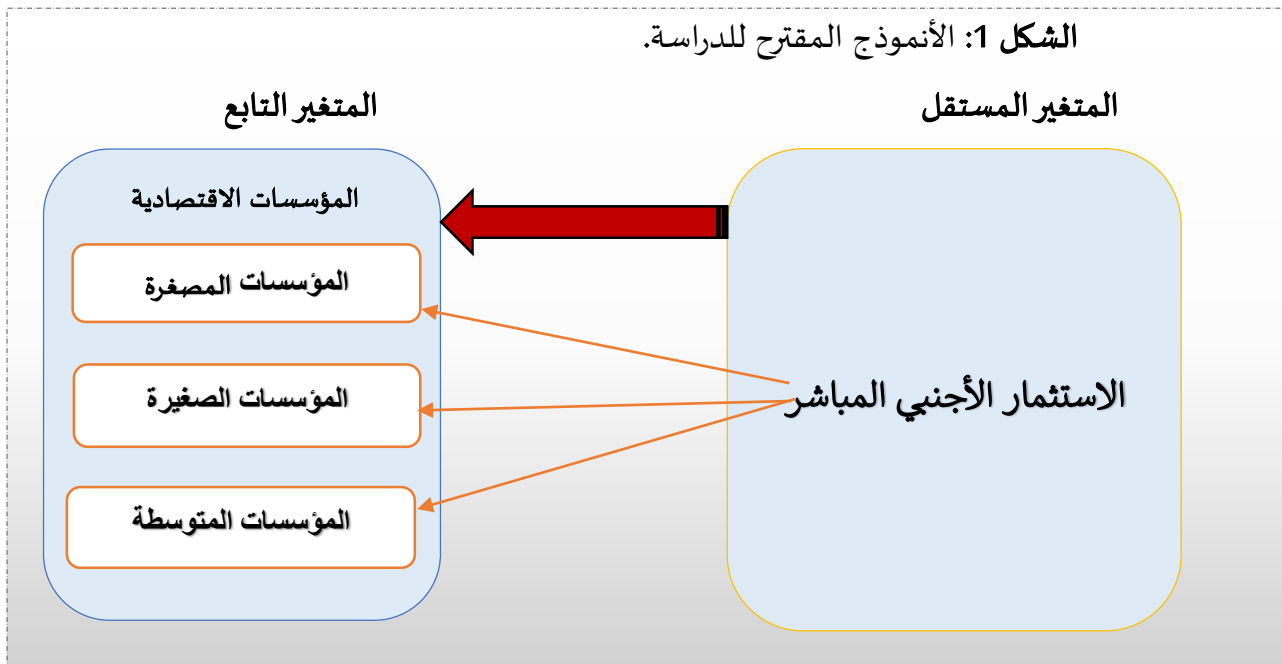 الشكل 1: الأنموذج المقترح للدراسة.
المتغير المستقل
المتغير التابع
الاستثمار الأجنبي المباشر
المؤسسات الاقتصادية
المؤسسات المصغرة
المؤسسات الصغيرة
المؤسسات المتوسطة